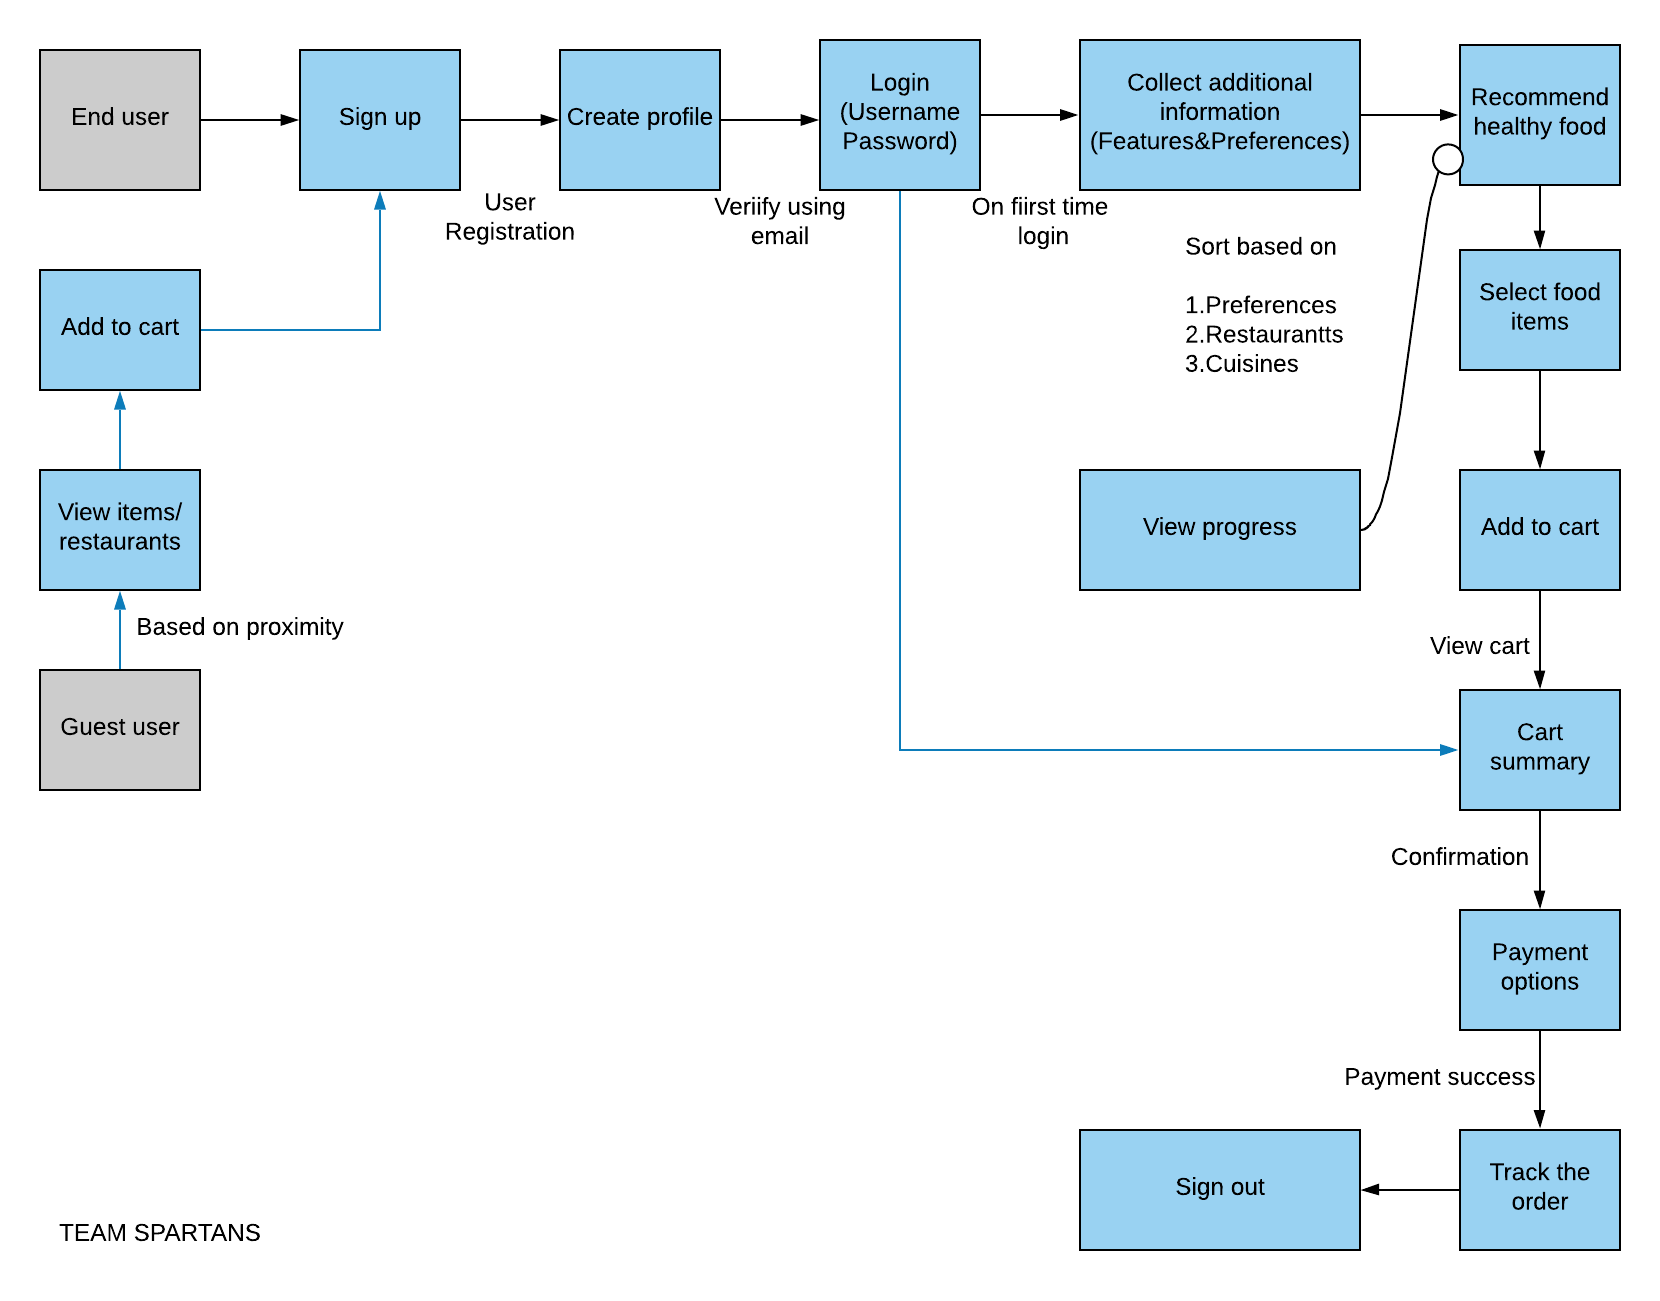 End user
Sign up
Create profile
Login
(Username
Password)
Collect additional
information
(Features&Preferences)
Recommend
healthy food
User
Registration
Veriify using
email
On fiirst time
login
Sort based on
1.Preferences
2.Restaurantts
3.Cuisines
Select food
items
Add to cart
View items/
restaurants
View progress
Add to cart
Based on proximity
View cart
Guest user
Cart
summary
Confirmation
Payment
options
Payment success
Sign out
Track the
order
TEAM SPARTANS